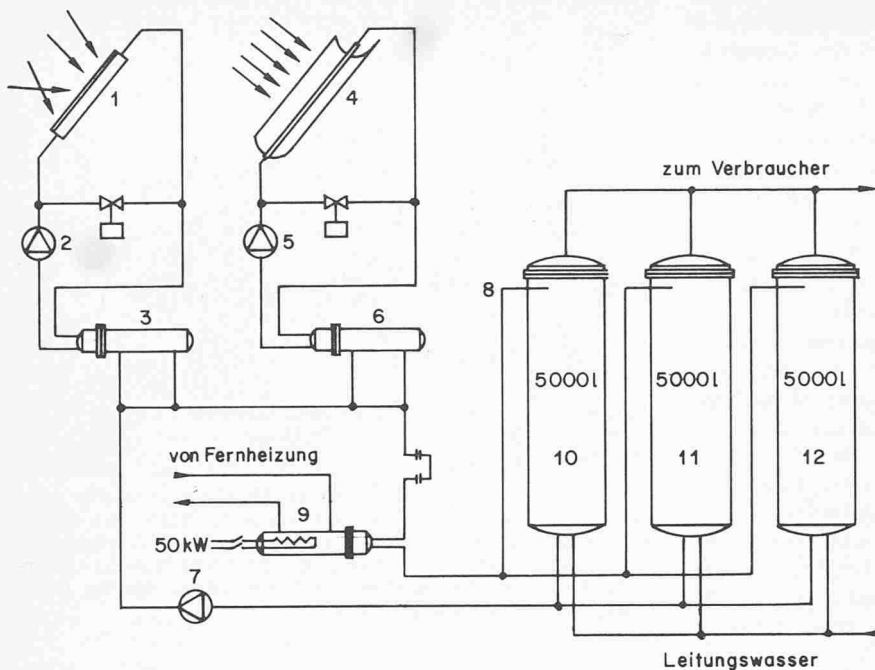 1
4
zum Verbraucher
2
5
3
6
8
5000l
5000l
5000l
von Fernheizung
10
11
12
9
50kW
7
Leitungswasser